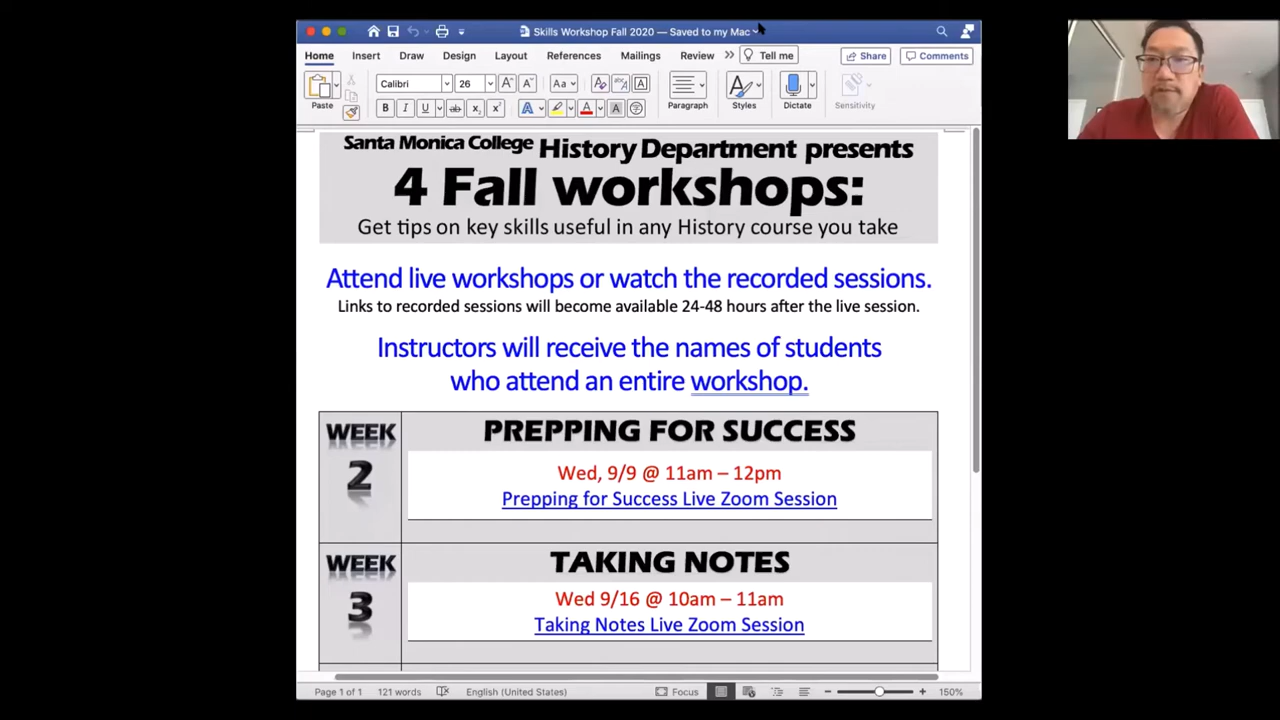 Skills Workshop Fall 2020 — Saved to my Mac
Home Insert Draw Design Layout References Mailings Review Tell me Share Comments
Calibri 26 Aa
Paste B I U ab x2 x2 A A A Paragraph Styles Dictate Sensitivity
Santa Monica College History Department presents
4 Fall workshops:
Get tips on key skills useful in any History course you take
Attend live workshops or watch the recorded sessions.
Links to recorded sessions will become available 24-48 hours after the live session.
Instructors will receive the names of students
who attend an entire workshop.
WEEK PREPPING FOR SUCCESS
2 Wed, 9/9 @ 11am – 12pm
Prepping for Success Live Zoom Session
WEEK TAKING NOTES
3 Wed 9/16 @ 10am – 11am
Taking Notes Live Zoom Session
Page 1 of 1 121 words English (United States) Focus 150%